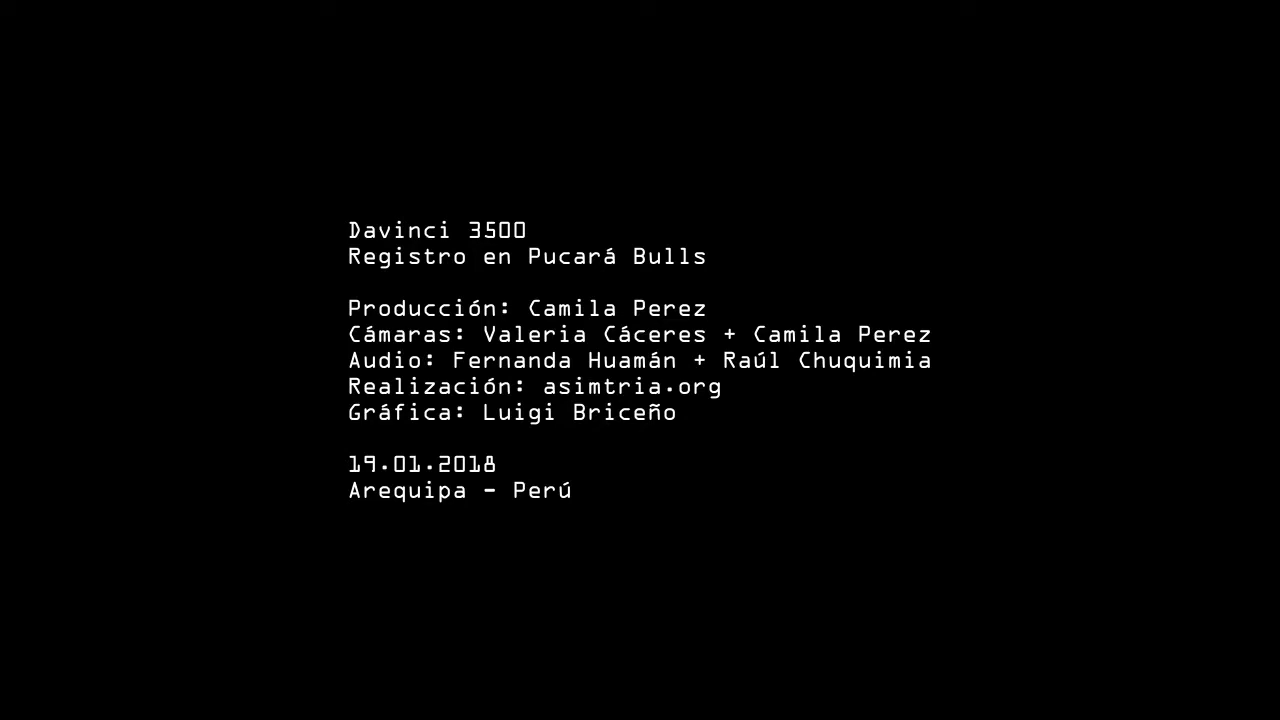 Davinci 3500
Registro en Pucará Bulls
Producción: Camila Perez
Cámaras: Valeria Cáceres + Camila Perez
Audio: Fernanda Huamán + Raúl Chuquimia
Realización: asimtria.org
Gráfica: Luigi Briceño
19.01.2018
Arequipa - Perú